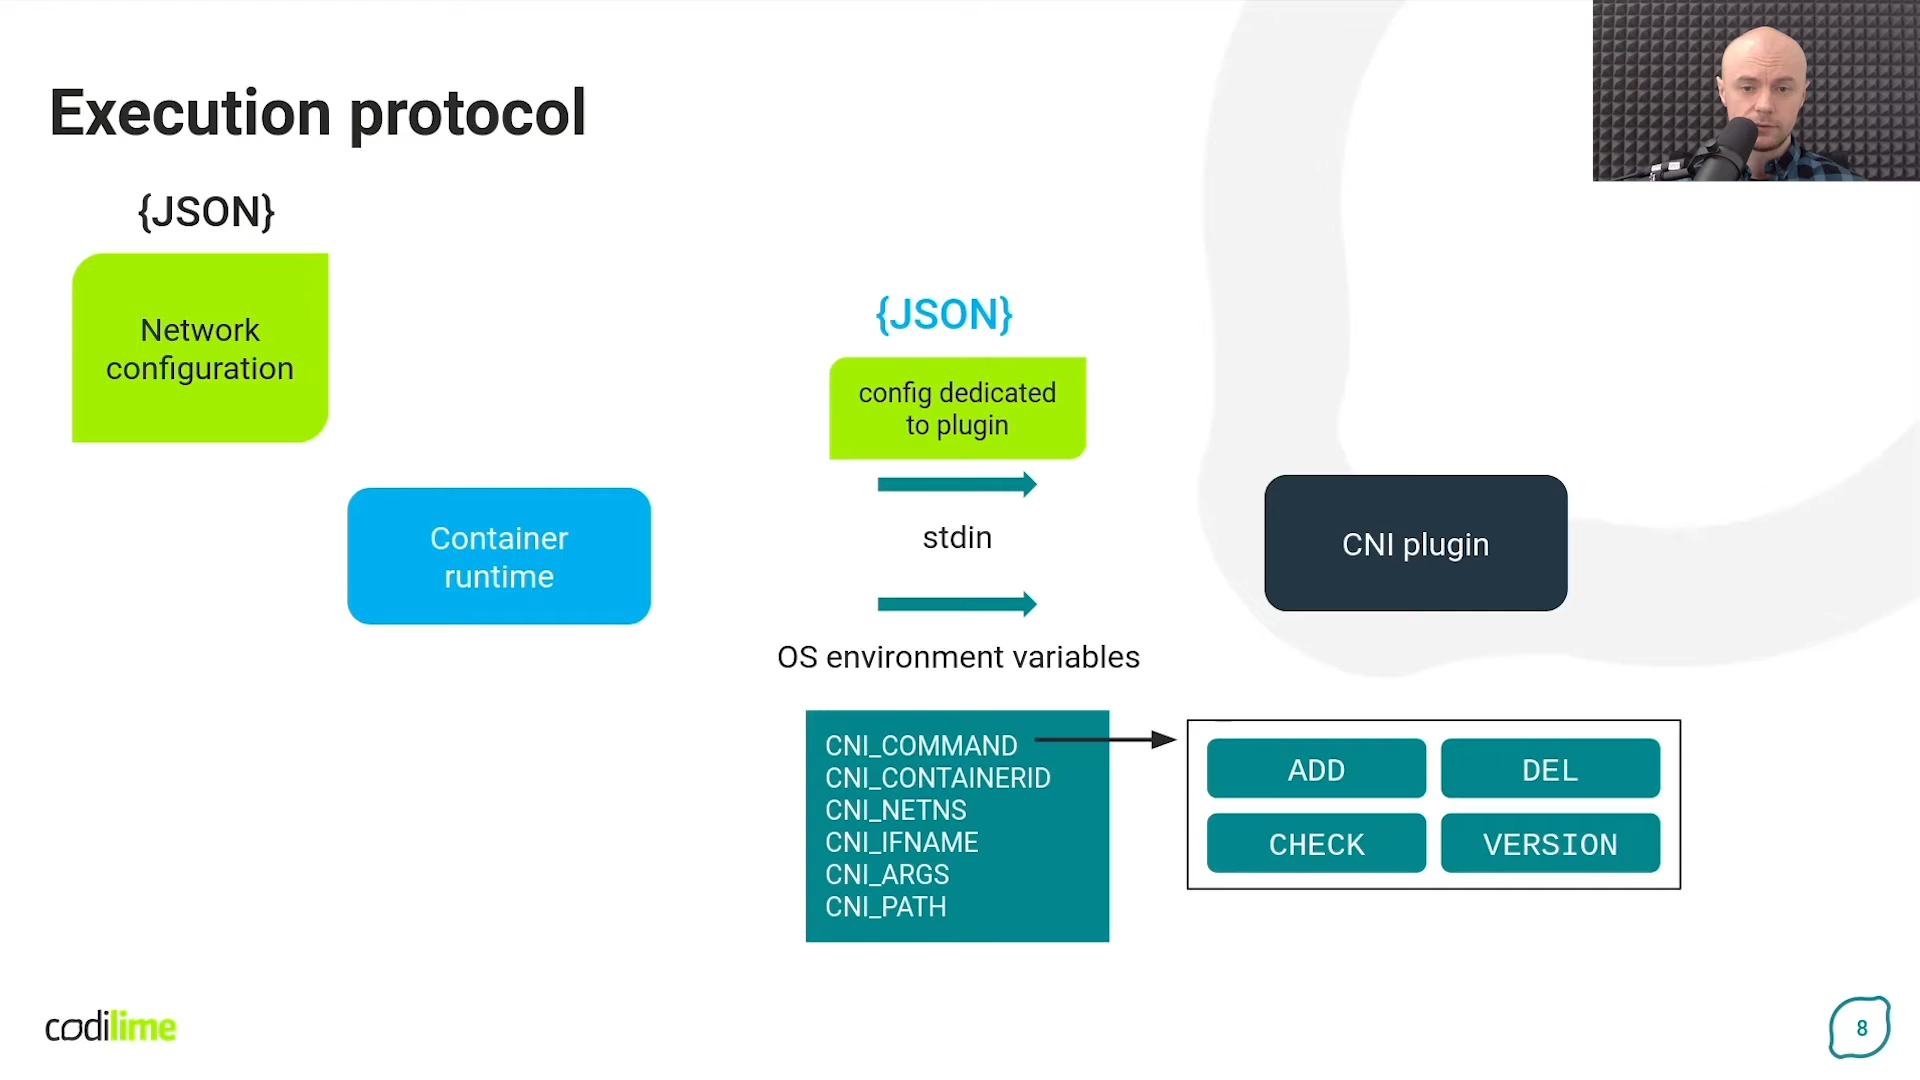 Execution protocol
{JSON}
Network
configuration
{JSON}
config dedicated
to plugin
Container
runtime
stdin
CNI plugin
OS environment variables
CNI_COMMAND
CNI_CONTAINERID
CNI_NETNS
CNI_IFNAME
CNI_ARGS
CNI_PATH
ADD
DEL
CHECK
VERSION
codilime
8